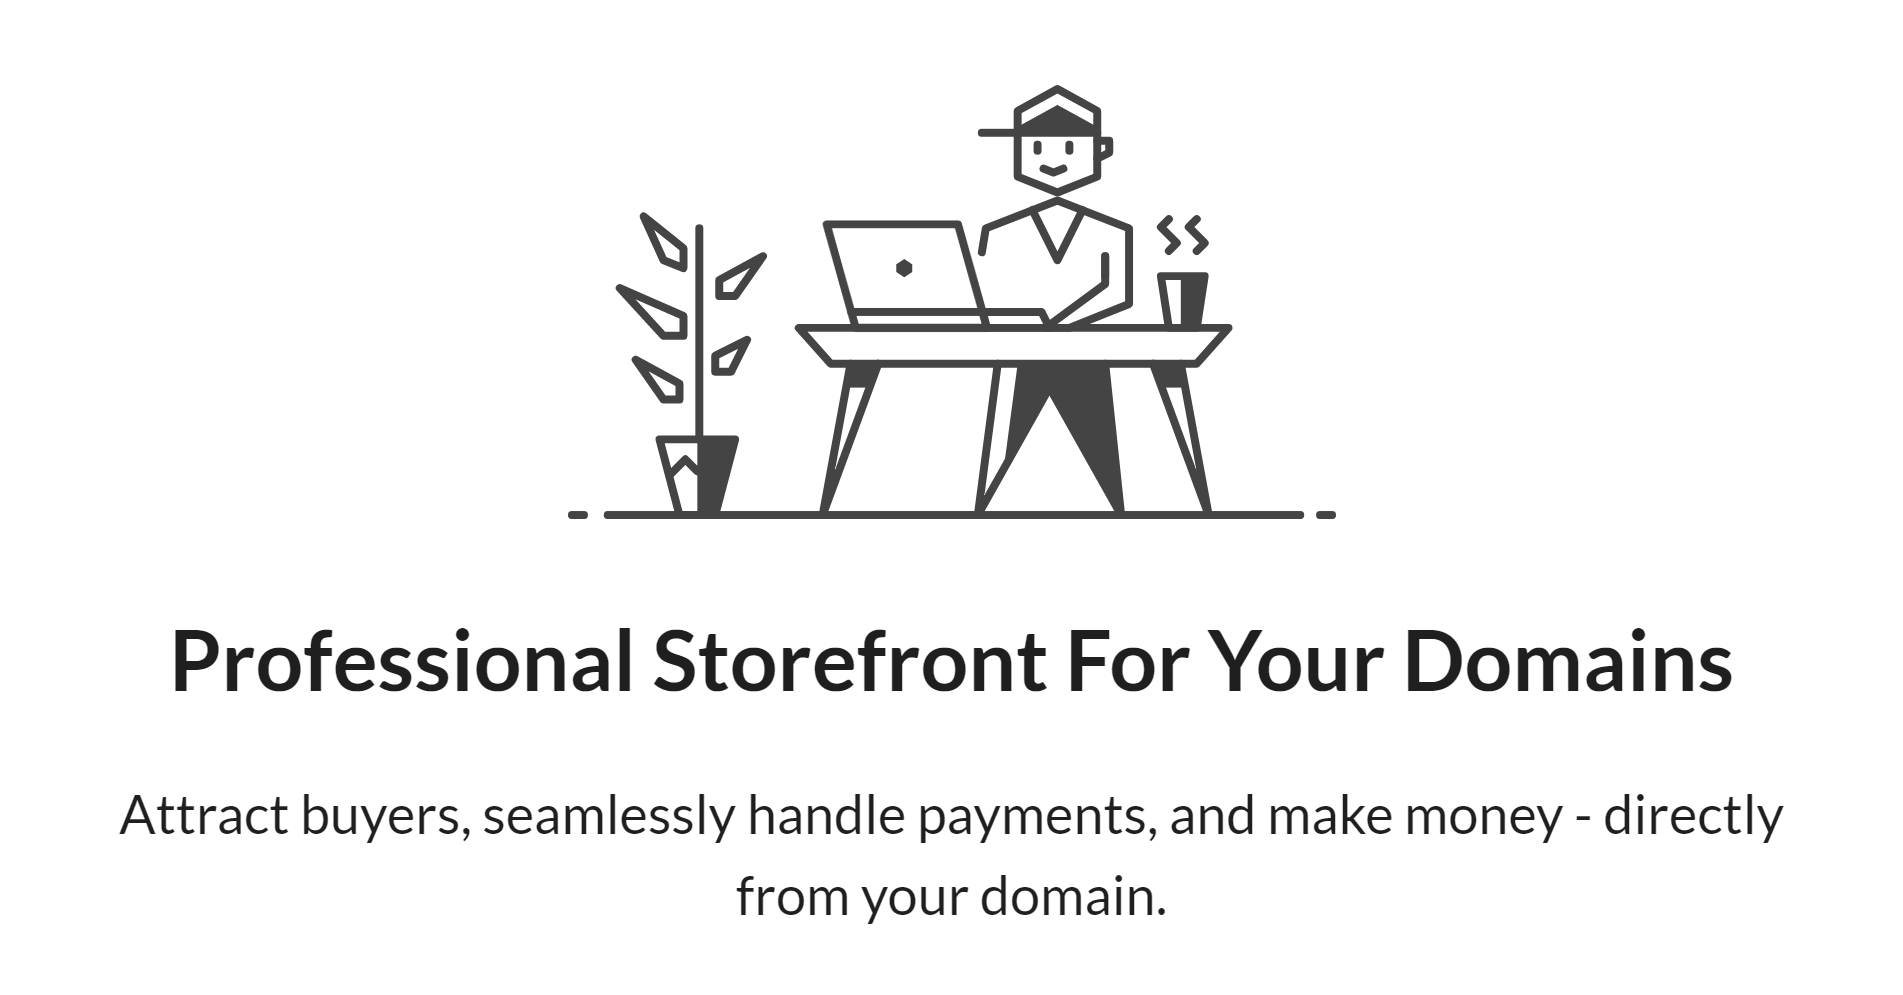 Professional Storefront For Your Domains
Attract buyers, seamlessly handle payments, and make money - directly
from your domain.